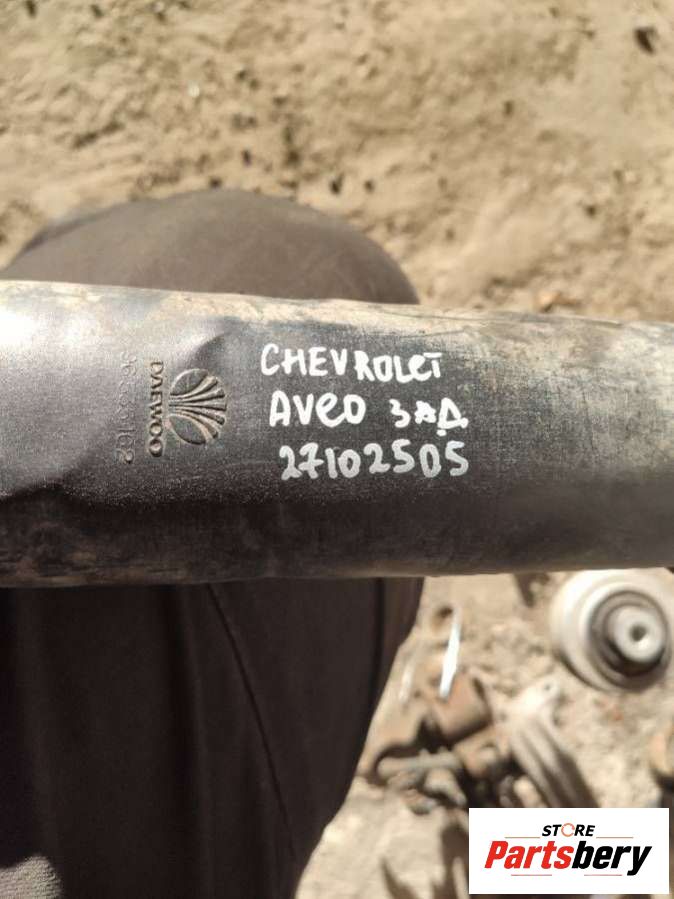 CHEVROLET
AVEO ЗАД
27102505
DAEWOO
STORE
Partsbery